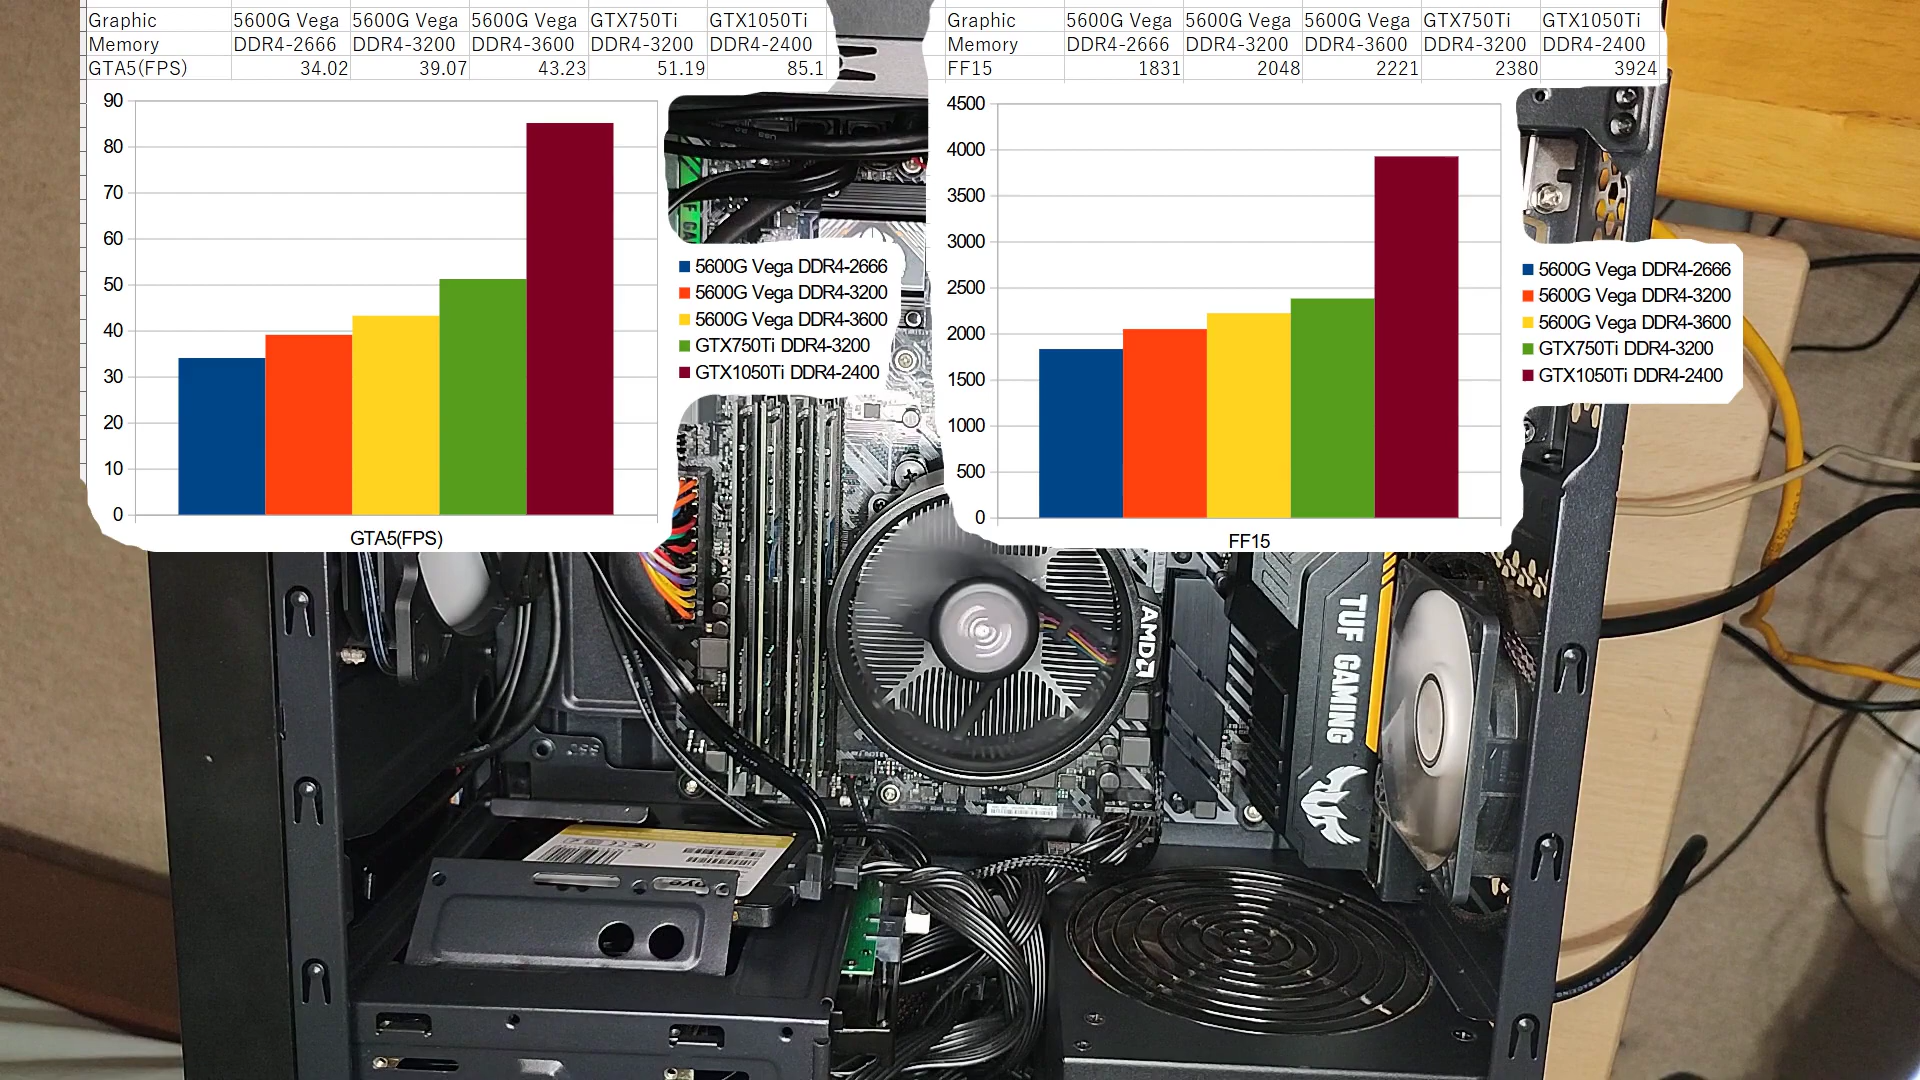 Graphic 5600G Vega 5600G Vega 5600G Vega GTX750Ti GTX1050Ti
Memory DDR4-2666 DDR4-3200 DDR4-3600 DDR4-3200 DDR4-2400
GTA5(FPS) 34.02 39.07 43.23 51.19 85.1
90
80
70
60
50
40
30
20
10
0
GTA5(FPS)
5600G Vega DDR4-2666
5600G Vega DDR4-3200
5600G Vega DDR4-3600
GTX750Ti DDR4-3200
GTX1050Ti DDR4-2400
Graphic 5600G Vega 5600G Vega 5600G Vega GTX750Ti GTX1050Ti
Memory DDR4-2666 DDR4-3200 DDR4-3600 DDR4-3200 DDR4-2400
FF15 1831 2048 2221 2380 3924
4500
4000
3500
3000
2500
2000
1500
1000
500
0
FF15
5600G Vega DDR4-2666
5600G Vega DDR4-3200
5600G Vega DDR4-3600
GTX750Ti DDR4-3200
GTX1050Ti DDR4-2400
AMD
TUF GAMING